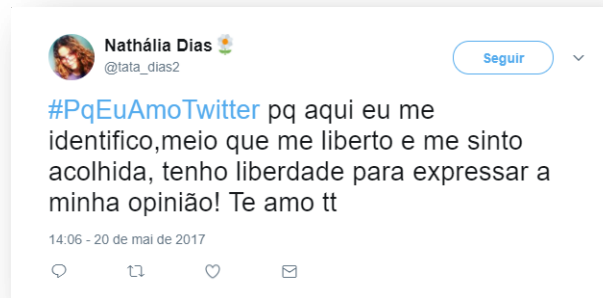 Nathália Dias🌼
@tata_dias2
Seguir
#PqEuAmoTwitter pq aqui eu me
identifico,meio que me liberto e me sinto
acolhida, tenho liberdade para expressar a
minha opinião! Te amo tt
14:06 - 20 de mai de 2017